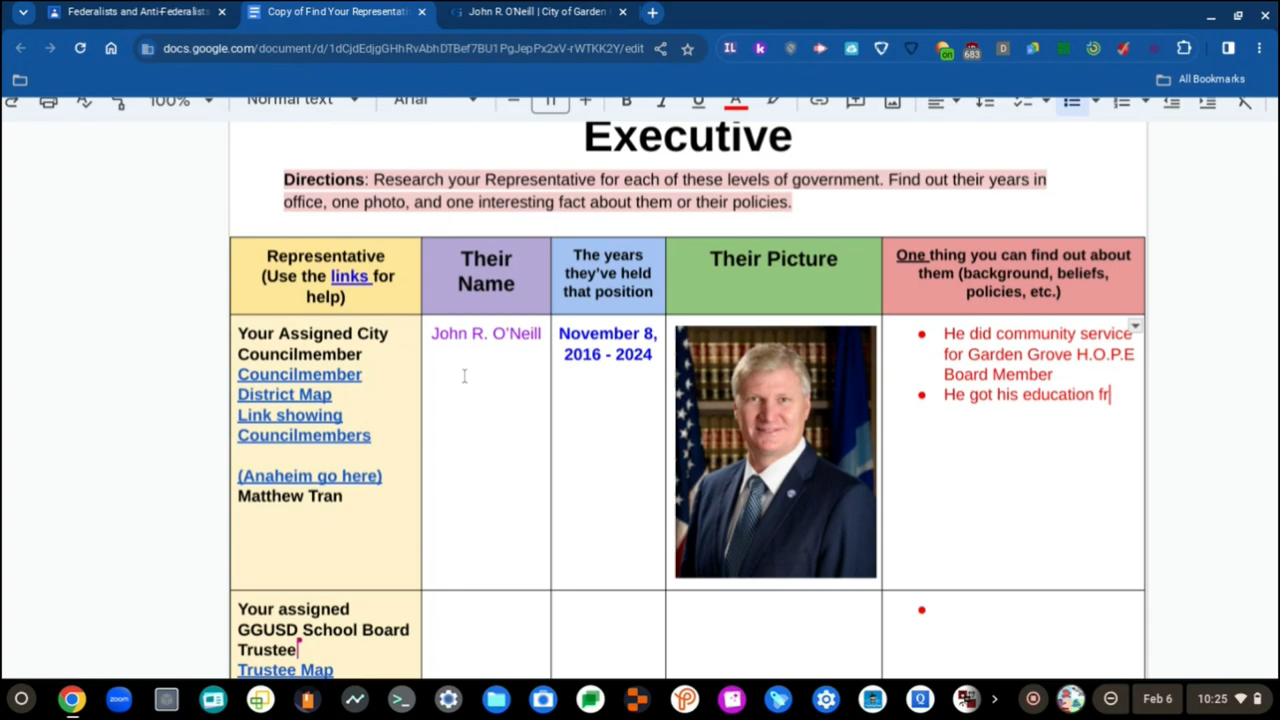 Federalists and Anti-Federalists
Copy of Find Your Representati
John R. O'Neill | City of Garden
docs.google.com/document/d/1dCjdEdjgGHhRvAbhDTBef7BU1PgJepPx2xV-rWTKK2Y/edit
IL
k
on
683
D
All Bookmarks
100%
Normal text
Arial
11
B
I
U
A
Executive
Directions: Research your Representative for each of these levels of government. Find out their years in
office, one photo, and one interesting fact about them or their policies.
Representative
(Use the links for
help)
Their
Name
The years
they've held
that position
Their Picture
One thing you can find out about
them (background, beliefs,
policies, etc.)
Your Assigned City
Councilmember
Councilmember
District Map
Link showing
Councilmembers
(Anaheim go here)
Matthew Tran
John R. O'Neill
November 8,
2016 - 2024
He did community service
for Garden Grove H.O.P.E
Board Member
He got his education fr
Your assigned
GGUSD School Board
Trustee
Trustee Map
zoom
Q
Feb 6
10:25